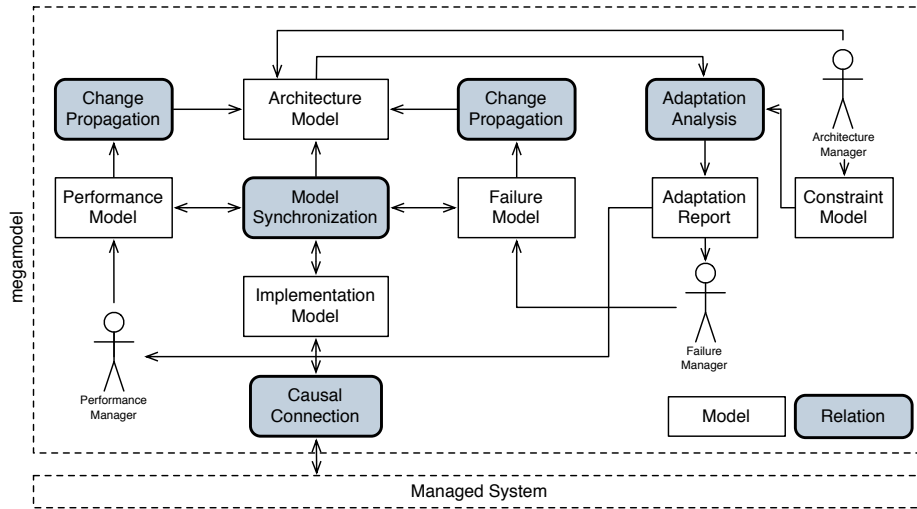 Change
Propagation
Architecture
Model
Change
Propagation
Adaptation
Analysis
Architecture
Manager
Performance
Model
Model
Synchronization
Failure
Model
Adaptation
Report
Constraint
Model
megamodel
Implementation
Model
Performance
Manager
Failure
Manager
Causal
Connection
Model
Relation
Managed System